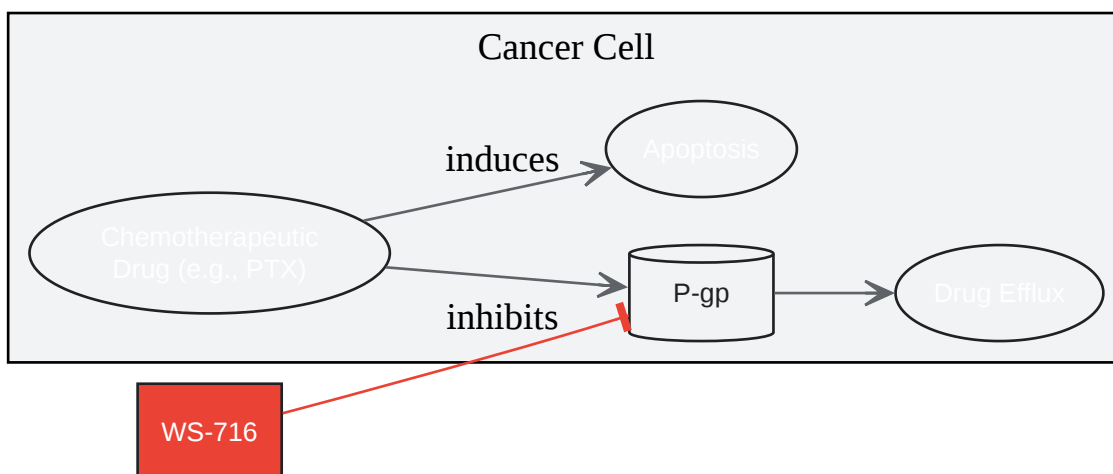 Cancer Cell
induces
Apoptosis
Chemotherapeutic
Drug (e.g., PTX)
P-gp
Drug Efflux
inhibits
WS-716